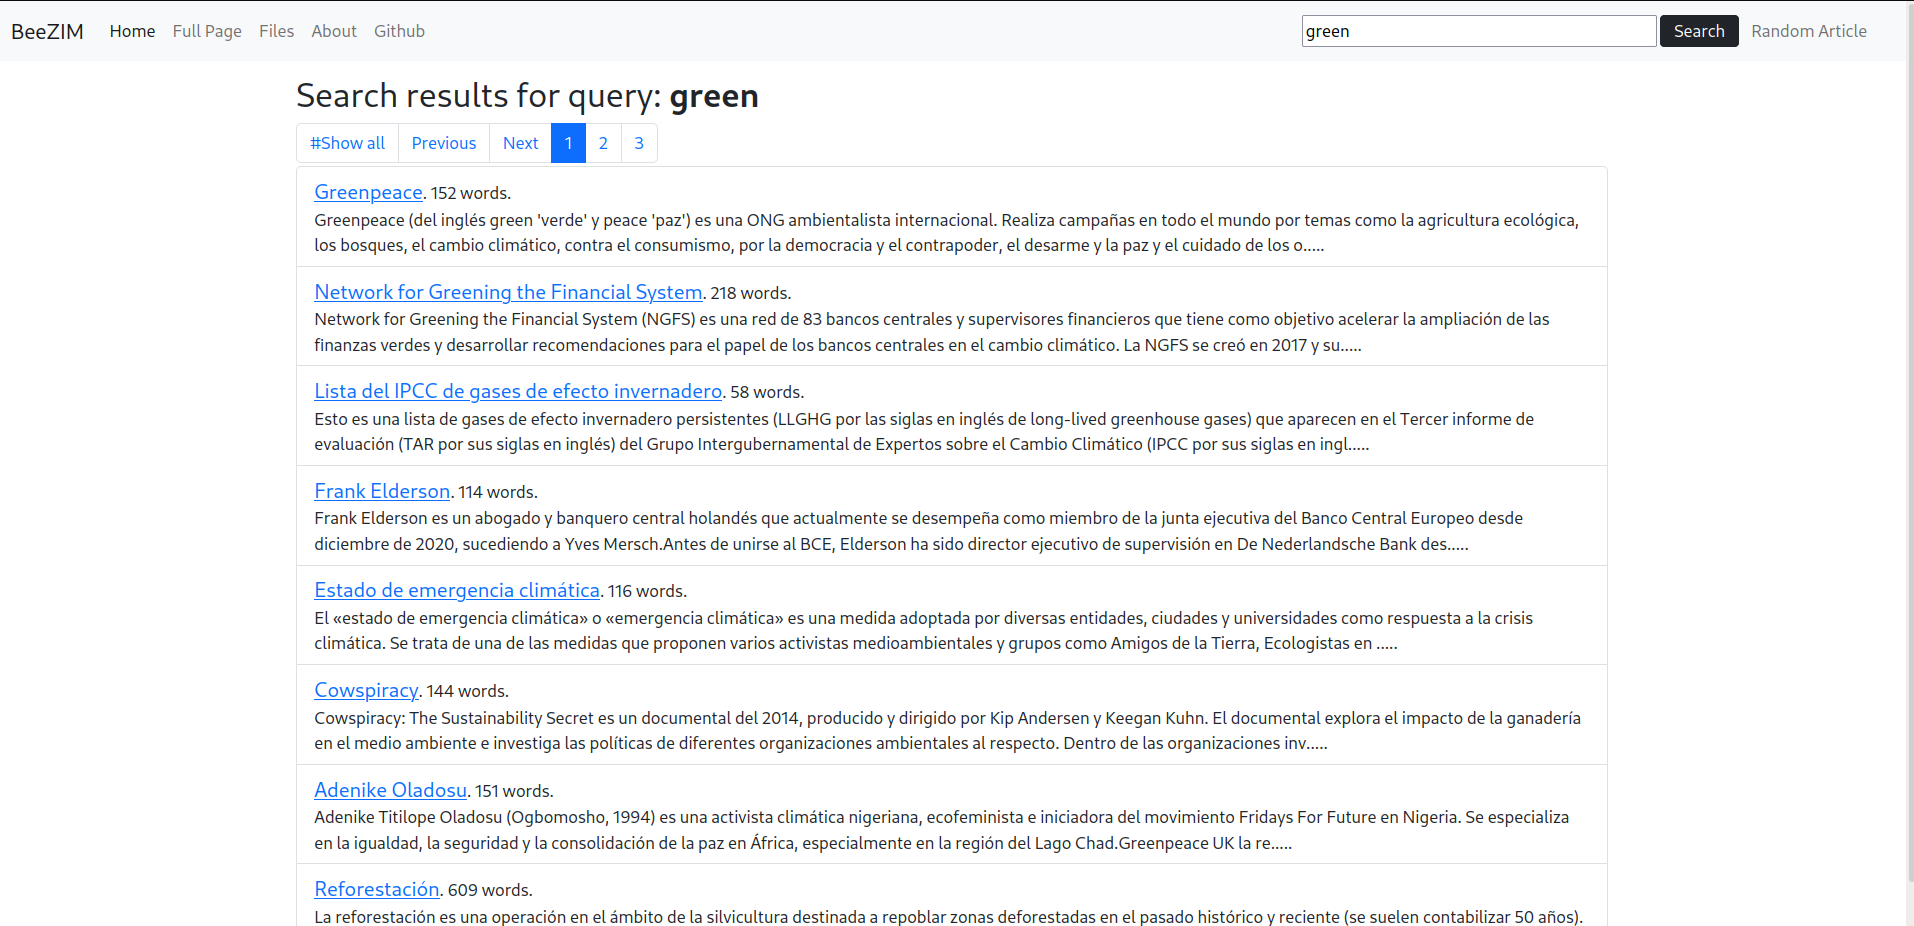 BeeZIM Home Full Page Files About Github green Search Random Article
Search results for query: green
#Show all Previous Next 1 2 3
Greenpeace. 152 words.
Greenpeace (del inglés green 'verde' y peace 'paz') es una ONG ambientalista internacional. Realiza campañas en todo el mundo por temas como la agricultura ecológica,
los bosques, el cambio climático, contra el consumismo, por la democracia y el contrapoder, el desarme y la paz y el cuidado de los o.....
Network for Greening the Financial System. 218 words.
Network for Greening the Financial System (NGFS) es una red de 83 bancos centrales y supervisores financieros que tiene como objetivo acelerar la ampliación de las
finanzas verdes y desarrollar recomendaciones para el papel de los bancos centrales en el cambio climático. La NGFS se creó en 2017 y su.....
Lista del IPCC de gases de efecto invernadero. 58 words.
Esto es una lista de gases de efecto invernadero persistentes (LLGHG por las siglas en inglés de long-lived greenhouse gases) que aparecen en el Tercer informe de
evaluación (TAR por sus siglas en inglés) del Grupo Intergubernamental de Expertos sobre el Cambio Climático (IPCC por sus siglas en ingl.....
Frank Elderson. 114 words.
Frank Elderson es un abogado y banquero central holandés que actualmente se desempeña como miembro de la junta ejecutiva del Banco Central Europeo desde
diciembre de 2020, sucediendo a Yves Mersch.Antes de unirse al BCE, Elderson ha sido director ejecutivo de supervisión en De Nederlandsche Bank des.....
Estado de emergencia climática. 116 words.
El «estado de emergencia climática» o «emergencia climática» es una medida adoptada por diversas entidades, ciudades y universidades como respuesta a la crisis
climática. Se trata de una de las medidas que proponen varios activistas medioambientales y grupos como Amigos de la Tierra, Ecologistas en .....
Cowspiracy. 144 words.
Cowspiracy: The Sustainability Secret es un documental del 2014, producido y dirigido por Kip Andersen y Keegan Kuhn. El documental explora el impacto de la ganadería
en el medio ambiente e investiga las políticas de diferentes organizaciones ambientales al respecto. Dentro de las organizaciones inv.....
Adenike Oladosu. 151 words.
Adenike Titilope Oladosu (Ogbomosho, 1994) es una activista climática nigeriana, ecofeminista e iniciadora del movimiento Fridays For Future en Nigeria. Se especializa
en la igualdad, la seguridad y la consolidación de la paz en África, especialmente en la región del Lago Chad.Greenpeace UK la re.....
Reforestación. 609 words.
La reforestación es una operación en el ámbito de la silvicultura destinada a repoblar zonas deforestadas en el pasado histórico y reciente (se suelen contabilizar 50 años).